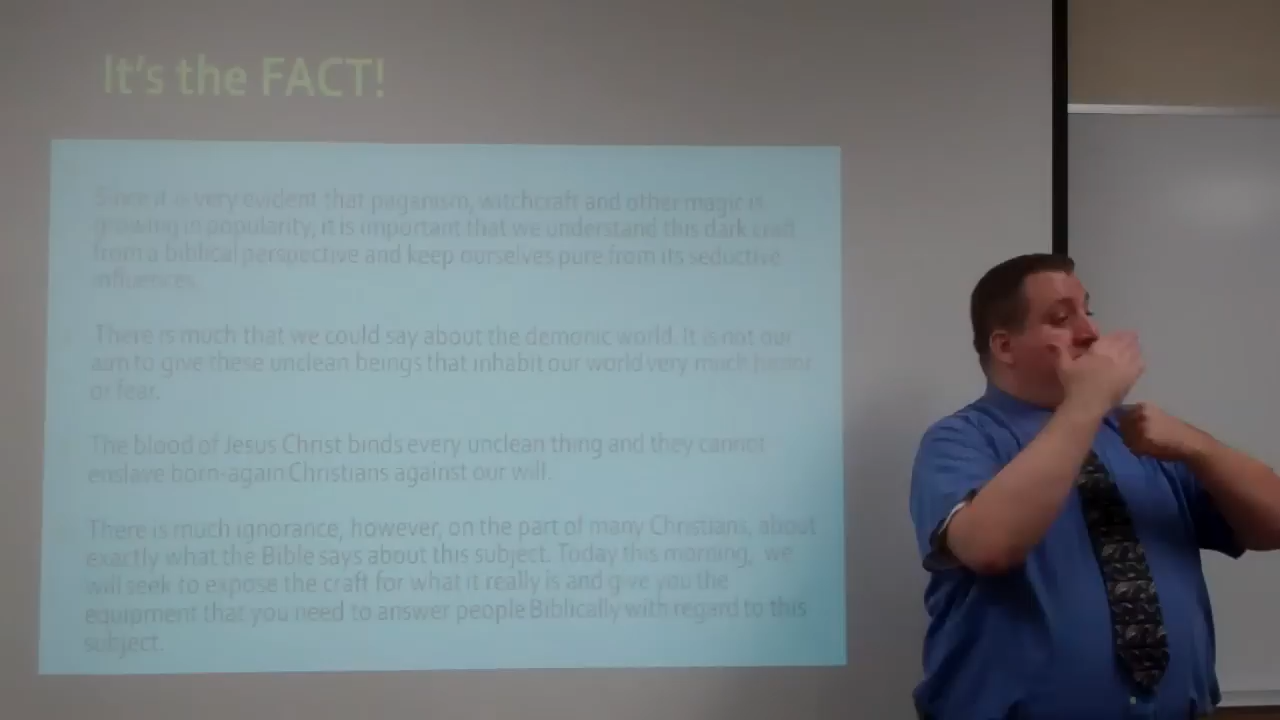 It's the FACT!
Since it is very evident that paganism, witchcraft and other magic is
growing in popularity, it is important that we understand this dark craft
from a biblical perspective and keep ourselves pure from its seductive
influences.
There is much that we could say about the demonic world. It is not our
aim to give these unclean beings that inhabit our world very much honor
or fear.
The blood of Jesus Christ binds every unclean thing and they cannot
enslave born-again Christians against our will.
There is much ignorance, however, on the part of many Christians, about
exactly what the Bible says about this subject. Today this morning, we
will seek to expose the craft for what it really is and give you the
equipment that you need to answer people Biblically with regard to this
subject.